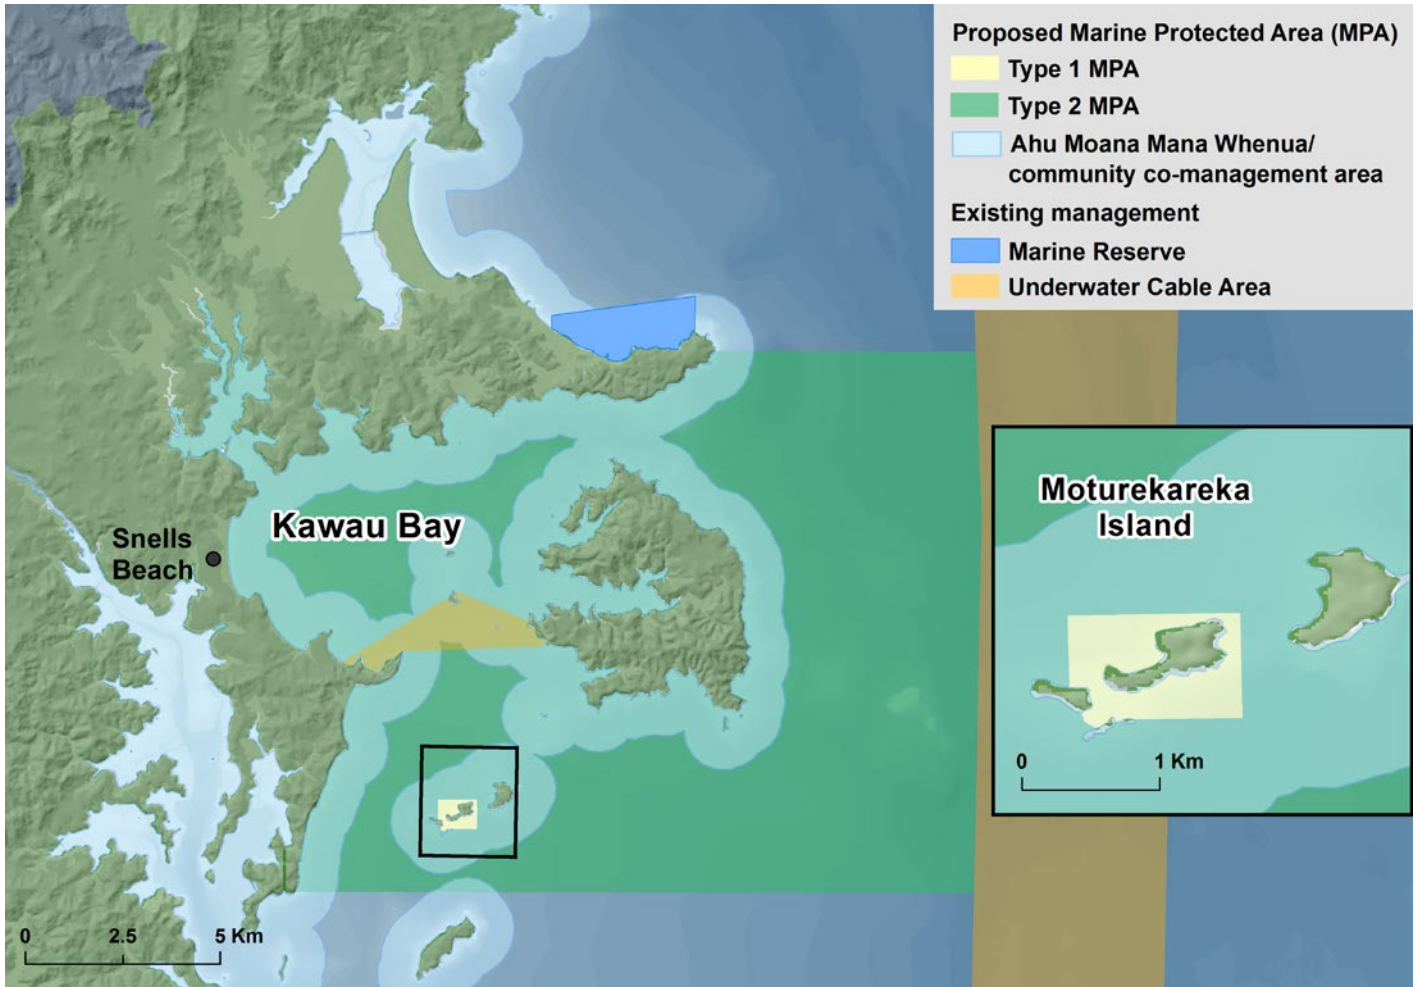 Proposed Marine Protected Area (MPA)
Type 1 MPA
Type 2 MPA
Ahu Moana Mana Whenua/
community co-management area
Existing management
Marine Reserve
Underwater Cable Area
Moturekareka
Island
Kawau Bay
Snells
Beach
0 1 Km
0 2.5 5 Km